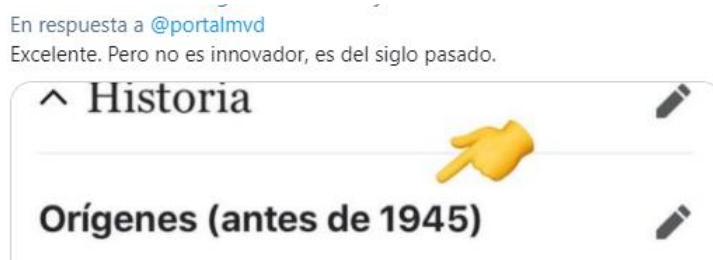 En respuesta a @portalmvd
Excelente. Pero no es innovador, es del siglo pasado.
Historia
Orígenes (antes de 1945)